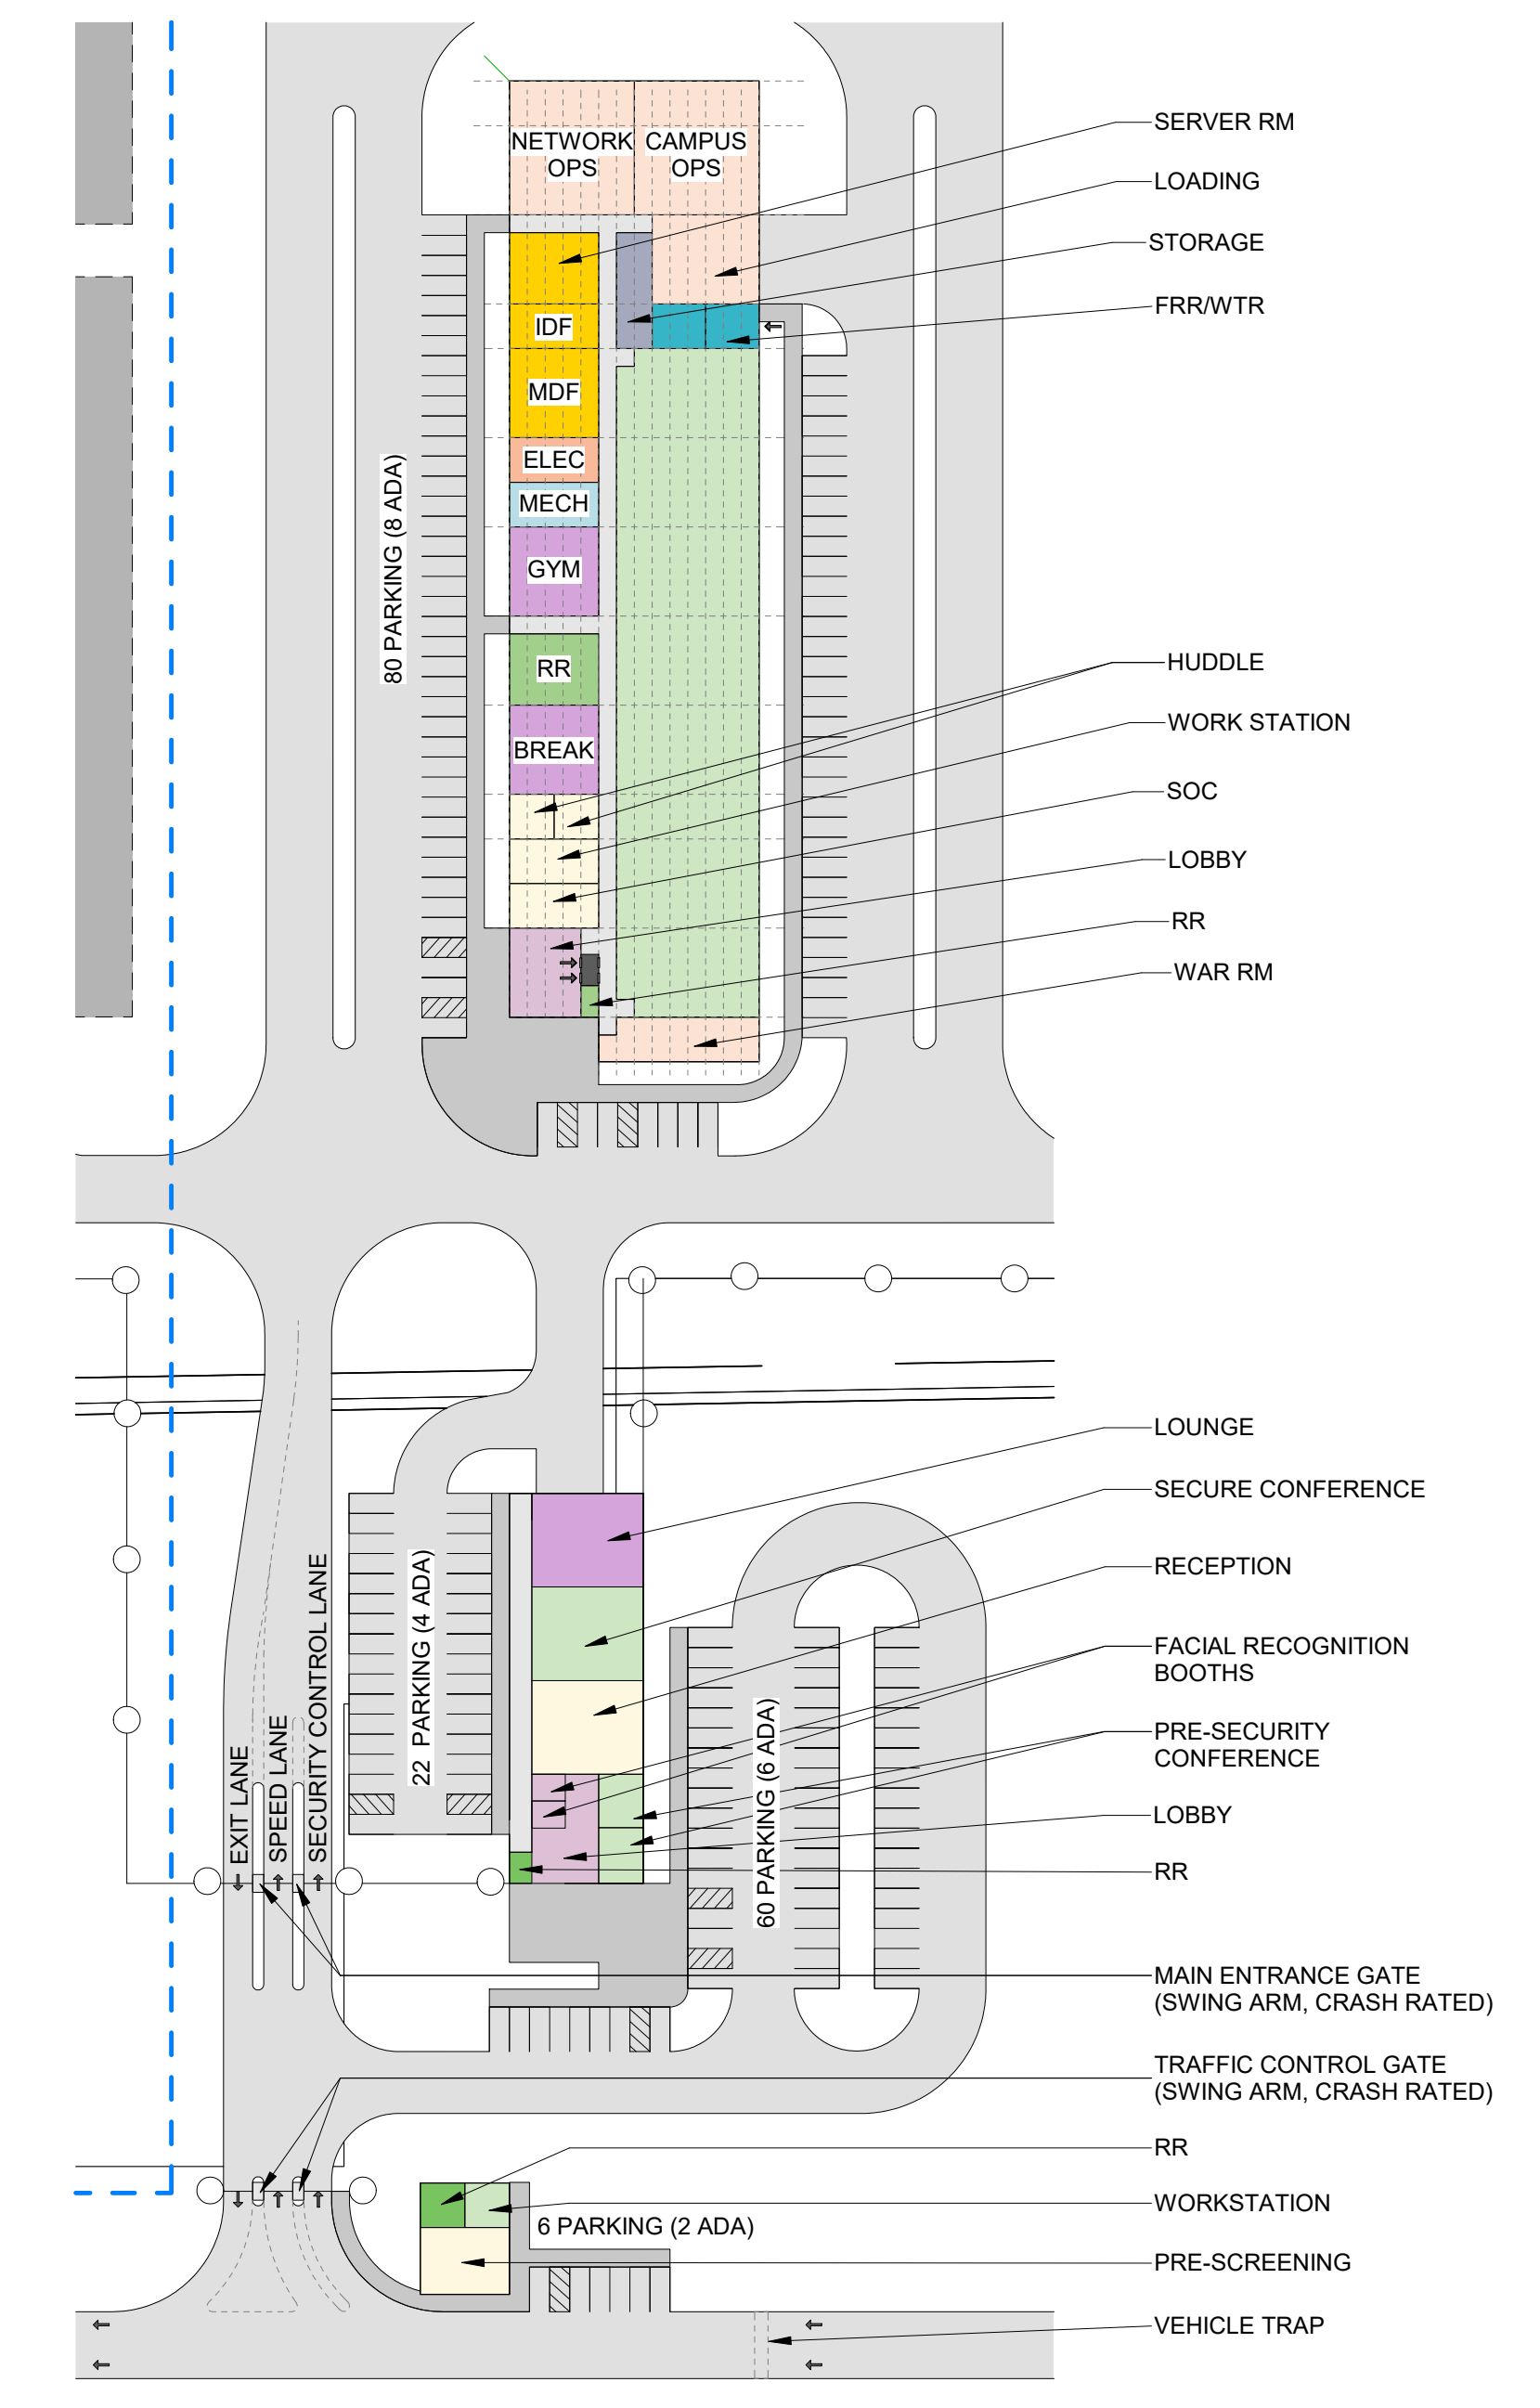 SERVER RM
NETWORK
OPS
CAMPUS
OPS
LOADING
STORAGE
FRR/WTR
IDF
MDF
ELEC
MECH
80 PARKING (8 ADA)
GYM
RR
HUDDLE
WORK STATION
BREAK
SOC
LOBBY
RR
WAR RM
LOUNGE
SECURE CONFERENCE
RECEPTION
FACIAL RECOGNITION
BOOTHS
PRE-SECURITY
CONFERENCE
EXIT LANE
SPEED LANE
SECURITY CONTROL LANE
22 PARKING (4 ADA)
60 PARKING (6 ADA)
LOBBY
RR
MAIN ENTRANCE GATE
(SWING ARM, CRASH RATED)
TRAFFIC CONTROL GATE
(SWING ARM, CRASH RATED)
RR
WORKSTATION
6 PARKING (2 ADA)
PRE-SCREENING
VEHICLE TRAP